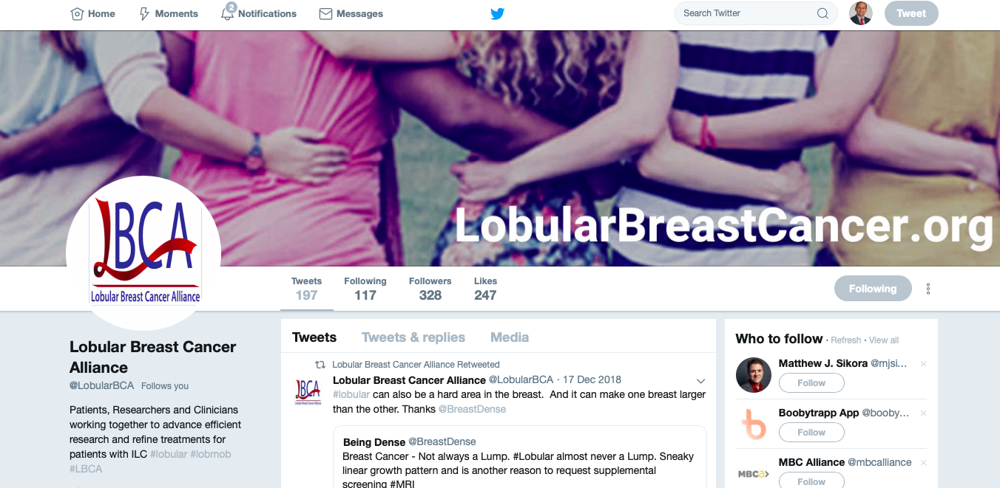 Home
Moments
2
Notifications
Messages
Search Twitter
Tweet
LobularBreastCancer.org
LBCA
Lobular Breast Cancer Alliance
Tweets
197
Following
117
Followers
328
Likes
247
Following
Lobular Breast Cancer
Alliance
@LobularBCA Follows you
Patients, Researchers and Clinicians
working together to advance efficient
research and refine treatments for
patients with ILC #lobular #lobmob
#LBCA
Tweets
Tweets & replies
Media
Lobular Breast Cancer Alliance Retweeted
LBCA
Lobular Breast Cancer Alliance
Lobular Breast Cancer Alliance @LobularBCA · 17 Dec 2018
#lobular can also be a hard area in the breast. And it can make one breast larger
than the other. Thanks @BreastDense
Being Dense @BreastDense
Breast Cancer - Not always a Lump. #Lobular almost never a Lump. Sneaky
linear growth pattern and is another reason to request supplemental
screening #MRI
Who to follow · Refresh · View all
Matthew J. Sikora @mjsi...
Follow
Boobytrapp App @booby...
Follow
MBCa
MBC Alliance @mbcalliance
Follow